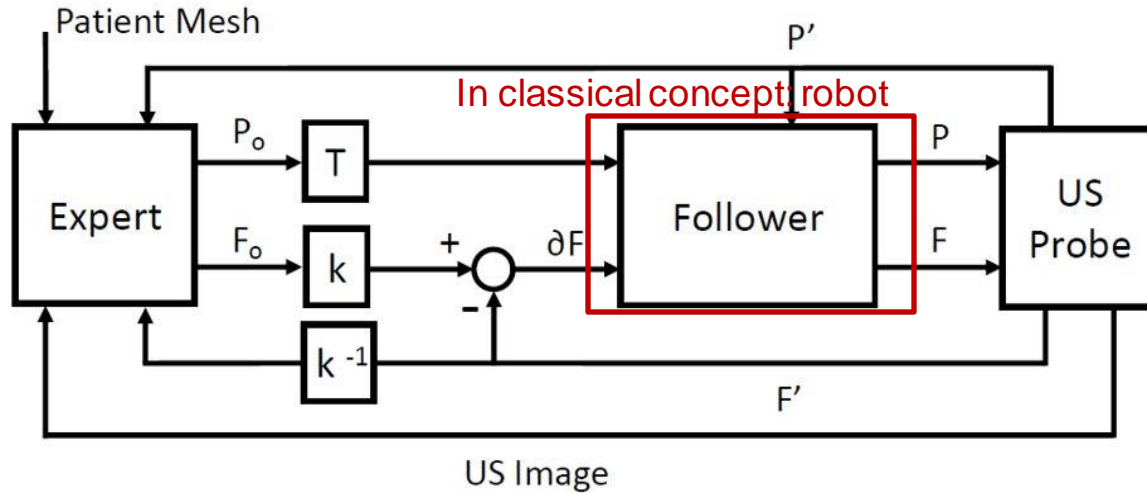 Patient Mesh
P'
In classical concept: robot
Pₒ
T
P
Expert
Follower
US
Probe
Fₒ
k
+
-
∂F
F
k ⁻¹
F'
US Image